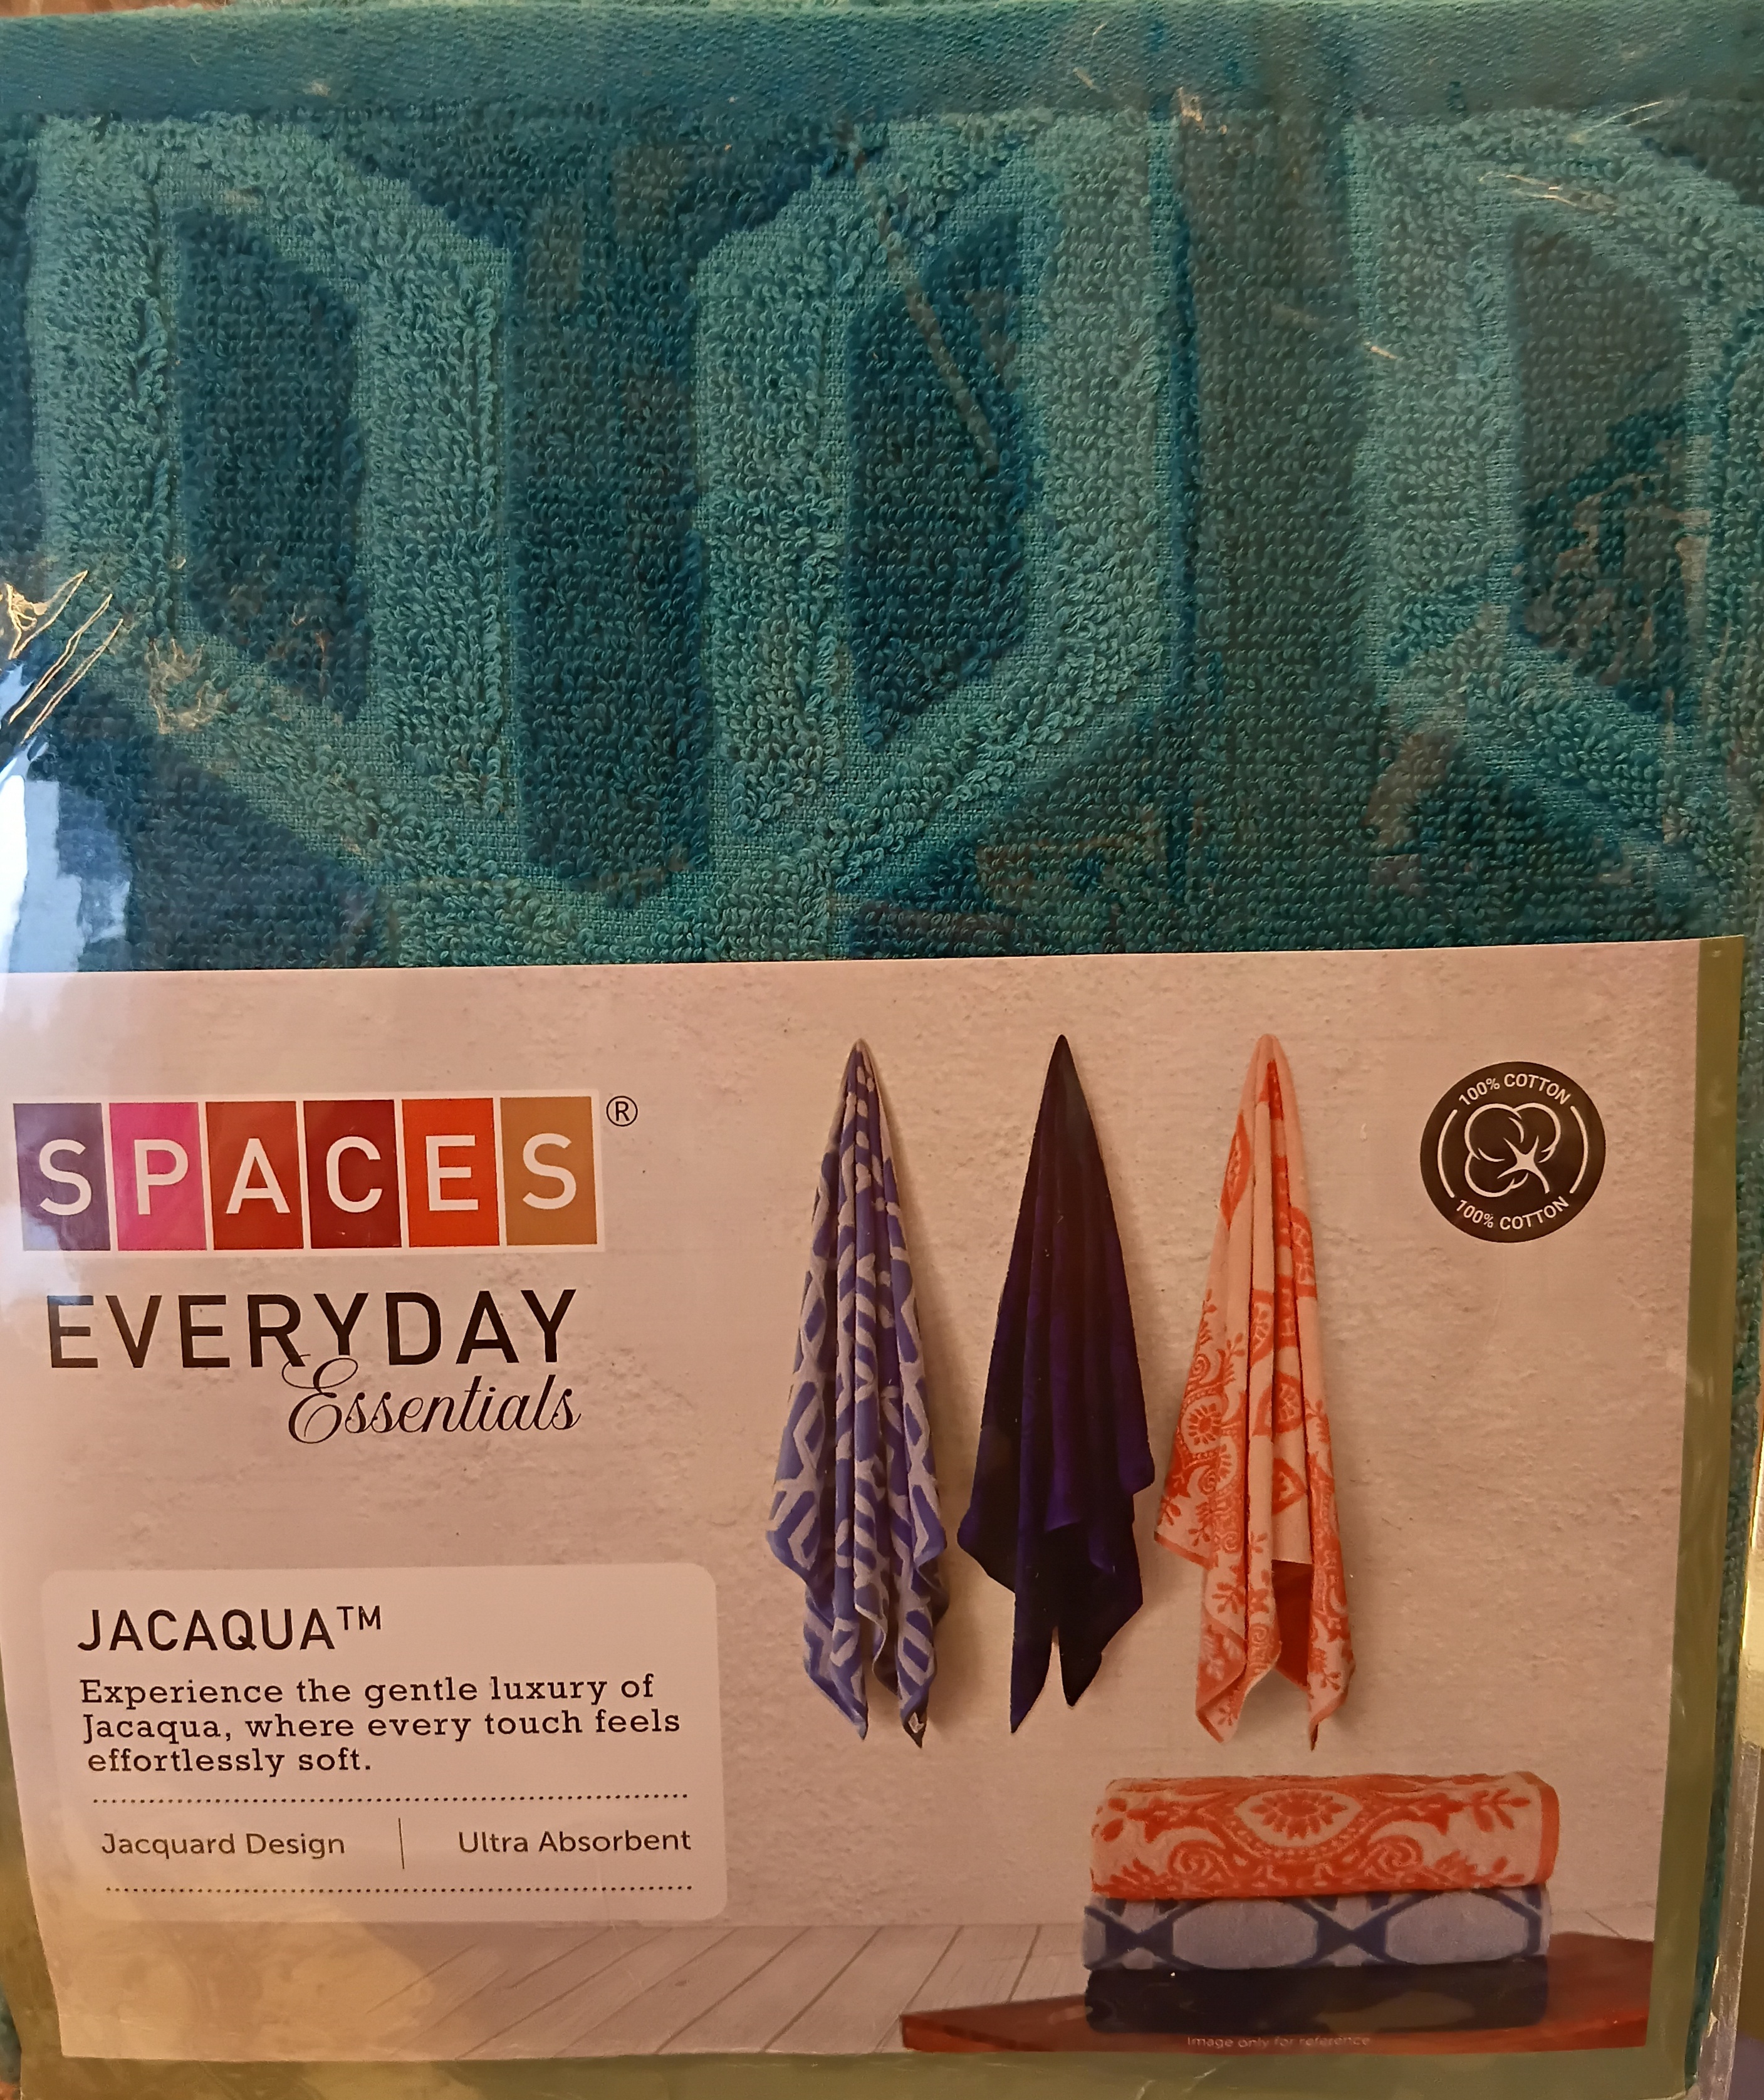 SPACES®
EVERYDAY
Essentials
100% COTTON
100% COTTON
JACAQUA™
Experience the gentle luxury of
Jacaqua, where every touch feels
effortlessly soft.
Jacquard Design | Ultra Absorbent
Image only for reference